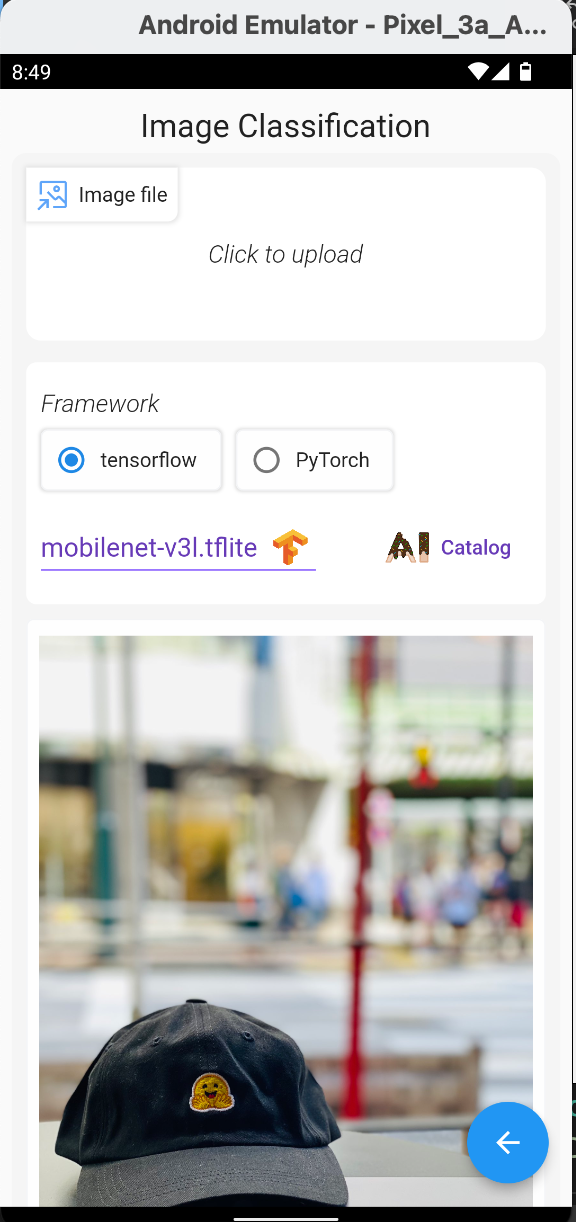 Android Emulator - Pixel_3a_A...
8:49
Image Classification
Image file
Click to upload
Framework
tensorflow
PyTorch
mobilenet-v3l.tflite
AI Catalog